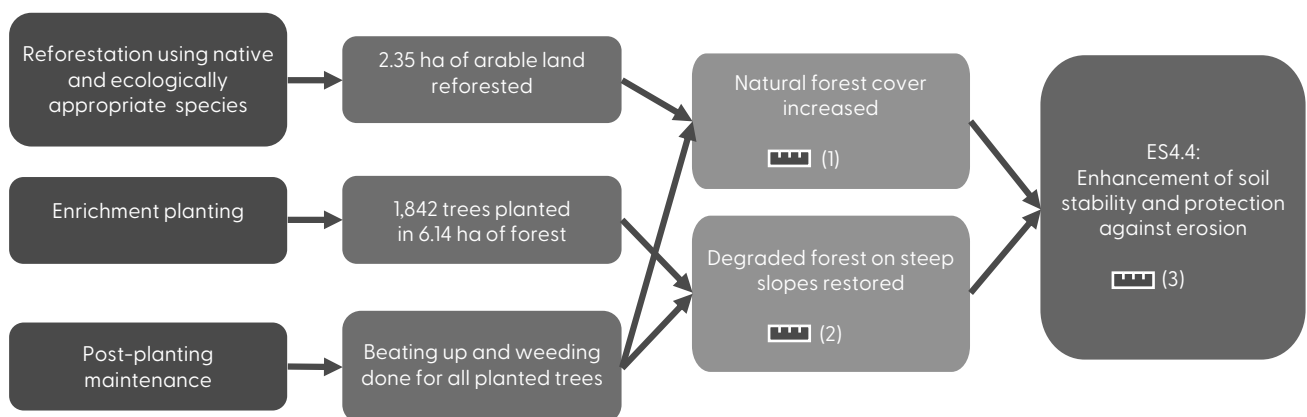 Reforestation using native
and ecologically
appropriate species
2.35 ha of arable land
reforested
Natural forest cover
increased
(1)
ES4.4:
Enhancement of soil
stability and protection
against erosion
(3)
Enrichment planting
1,842 trees planted
in 6.14 ha of forest
Degraded forest on steep
slopes restored
(2)
Post-planting
maintenance
Beating up and weeding
done for all planted trees